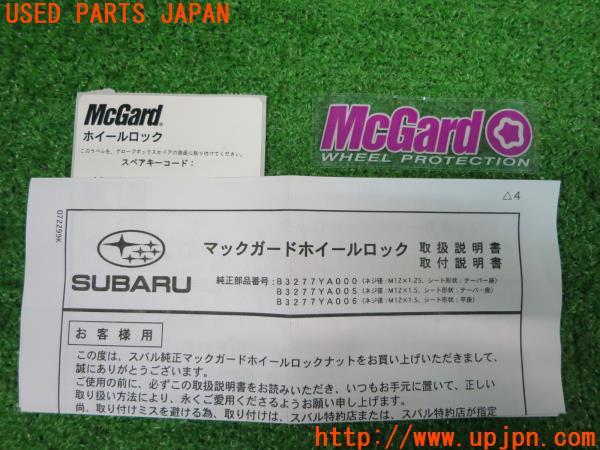 USED PARTS JAPAN
McGard
ホイールロック
このラベルを、グローブボックスかドアの側面に貼り付けてください。
スペアキーコード：
McGard
WHEEL PROTECTION
072299K
△4
SUBARU
マックガードホイールロック 取扱説明書
取付説明書
純正部品番号：B3277YA000（ネジ径：M12×1.25、シート形状：テーパー座）
B3277YA005（ネジ径：M12×1.5、シート形状：テーパー座）
B3277YA006（ネジ径：M12×1.5、シート形状：平座）
お客様用
この度は、スバル純正マックガードホイールロックナットをお買い上げいただきまして、
誠にありがとうございます。
ご使用の前に、必ずこの取扱説明書をお読みいただき、いつもお手元に置いて、正しい
取り扱い方法により、永くご愛用くださるようお願い申し上げます。
尚、取り付けミスを避ける為、取り付けは、スバル特約店または、スバル特約店が指定
http://www.upjpn.com